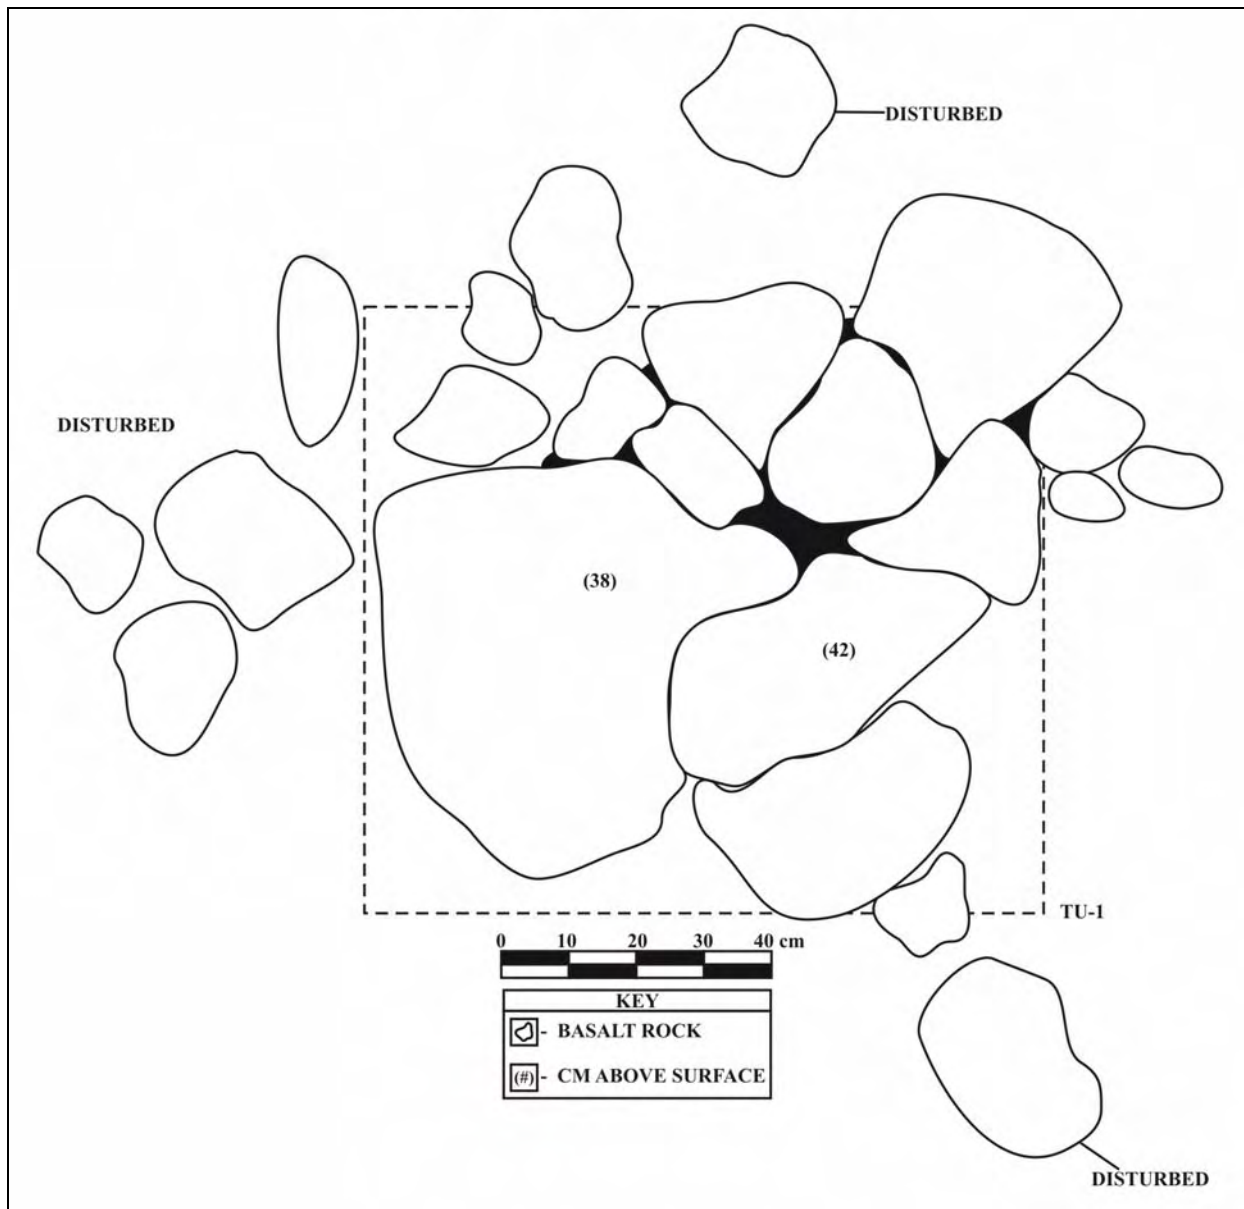 DISTURBED
DISTURBED
(38)
(42)
TU-1
0 10 20 30 40 cm
KEY
- BASALT ROCK
(#) - CM ABOVE SURFACE
DISTURBED